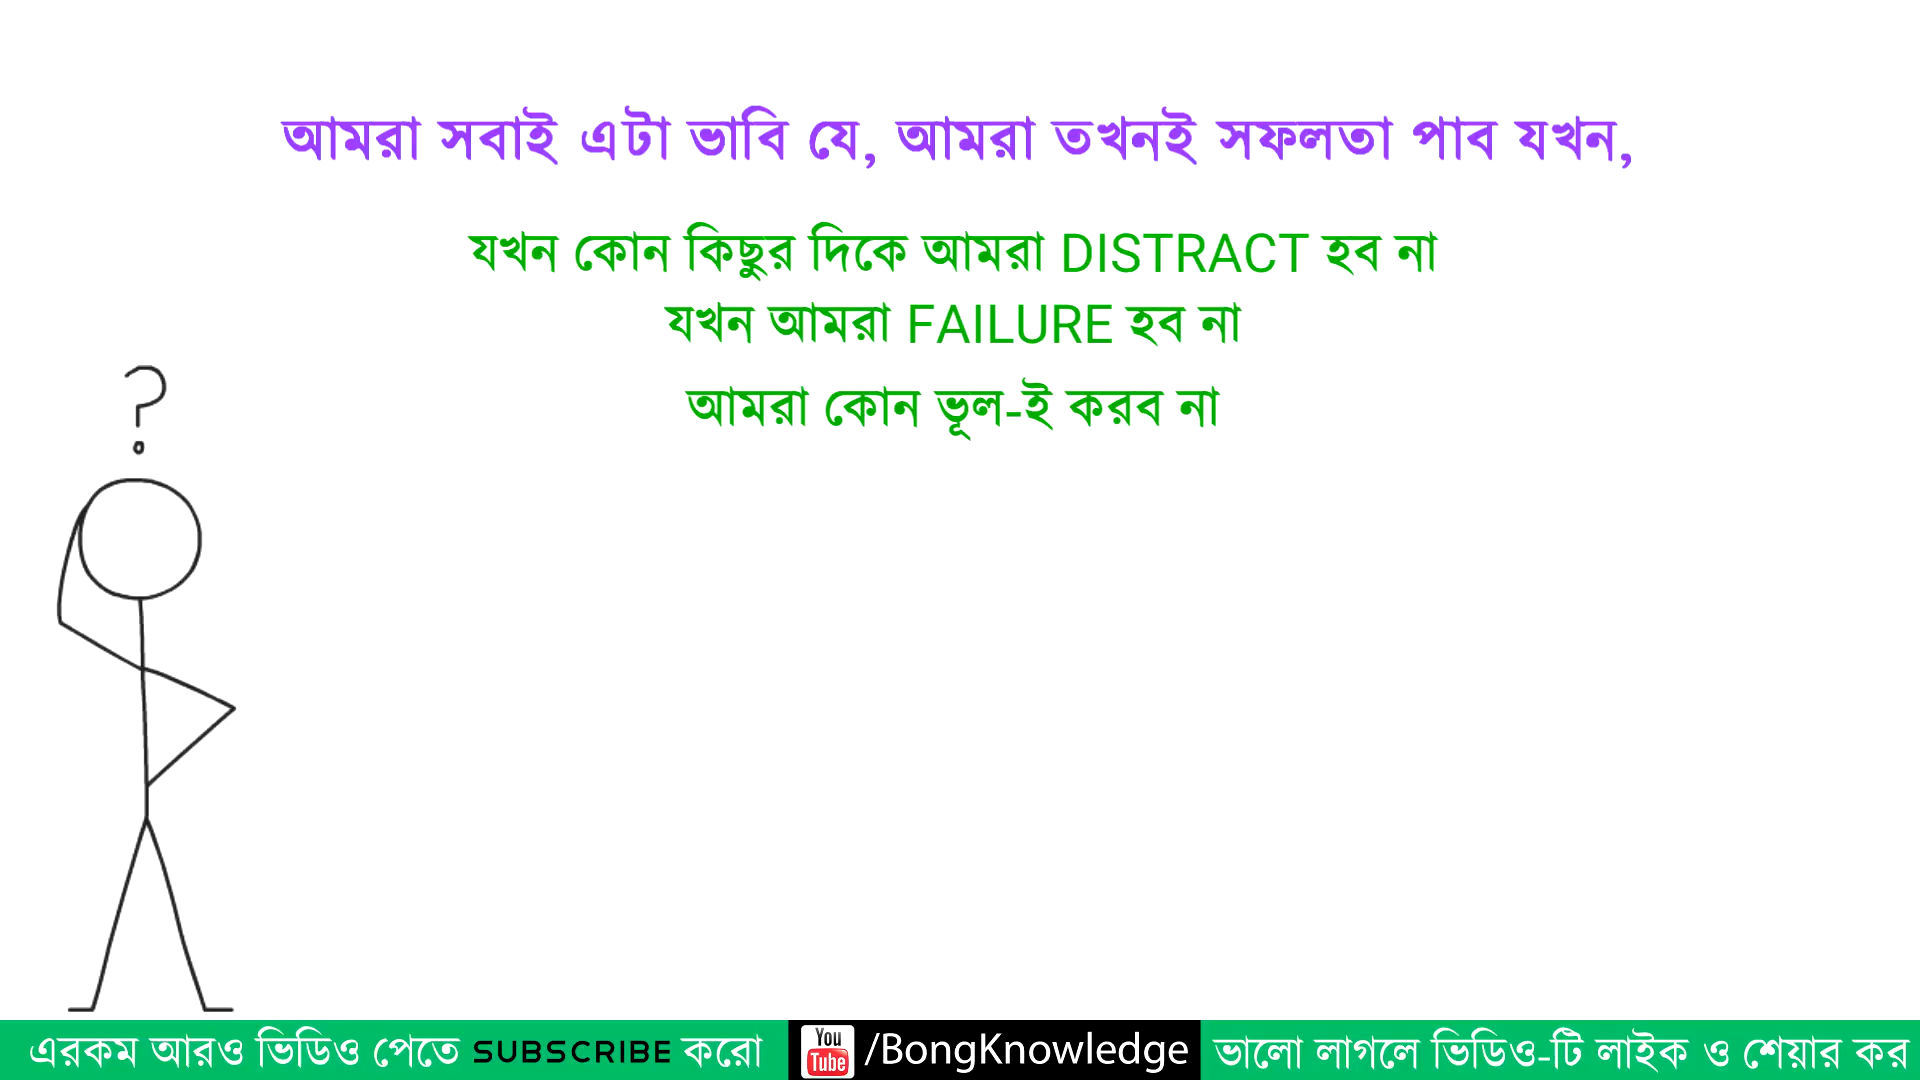 আমরা সবাই এটা ভাবি যে, আমরা তখনই সফলতা পাব যখন,
যখন কোন কিছুর দিকে আমরা DISTRACT হব না
যখন আমরা FAILURE হব না
আমরা কোন ভূল-ই করব না
?
এরকম আরও ভিডিও পেতে SUBSCRIBE করো You Tube /BongKnowledge ভালো লাগলে ভিডিও-টি লাইক ও শেয়ার কর